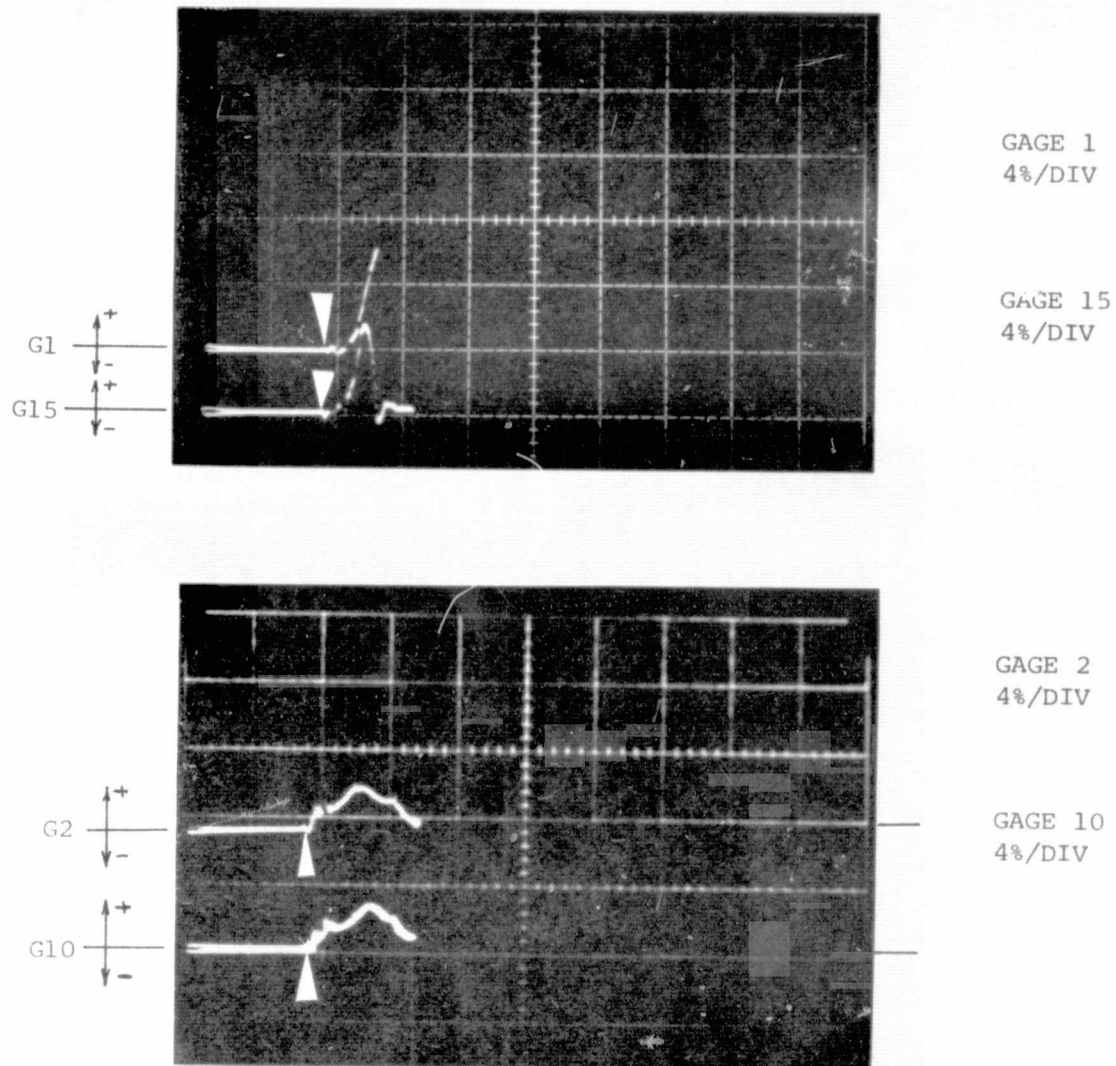 GAGE 1
4%/DIV
GAGE 15
4%/DIV
+
G1
-
+
G15
-
GAGE 2
4%/DIV
+
G2
-
GAGE 10
4%/DIV
+
G10
-